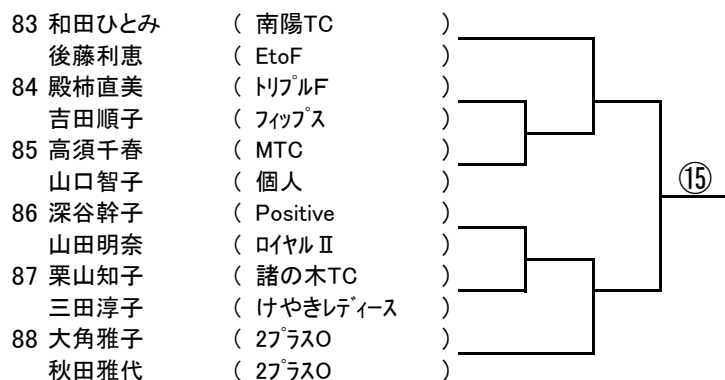 83 和田ひとみ ( 南陽TC )
後藤利恵 ( EtoF )
84 殿柿直美 ( ﾄﾘﾌﾟﾙF )
吉田順子 ( ﾌｨｯﾌﾟｽ )
85 高須千春 ( MTC )
山口智子 ( 個人 )
⑮
86 深谷幹子 ( Positive )
山田明奈 ( ﾛｲﾔﾙⅡ )
87 栗山知子 ( 諸の木TC )
三田淳子 ( けやきﾚﾃﾞｨｰｽ )
88 大角雅子 ( 2ﾌﾟﾗｽO )
秋田雅代 ( 2ﾌﾟﾗｽO )